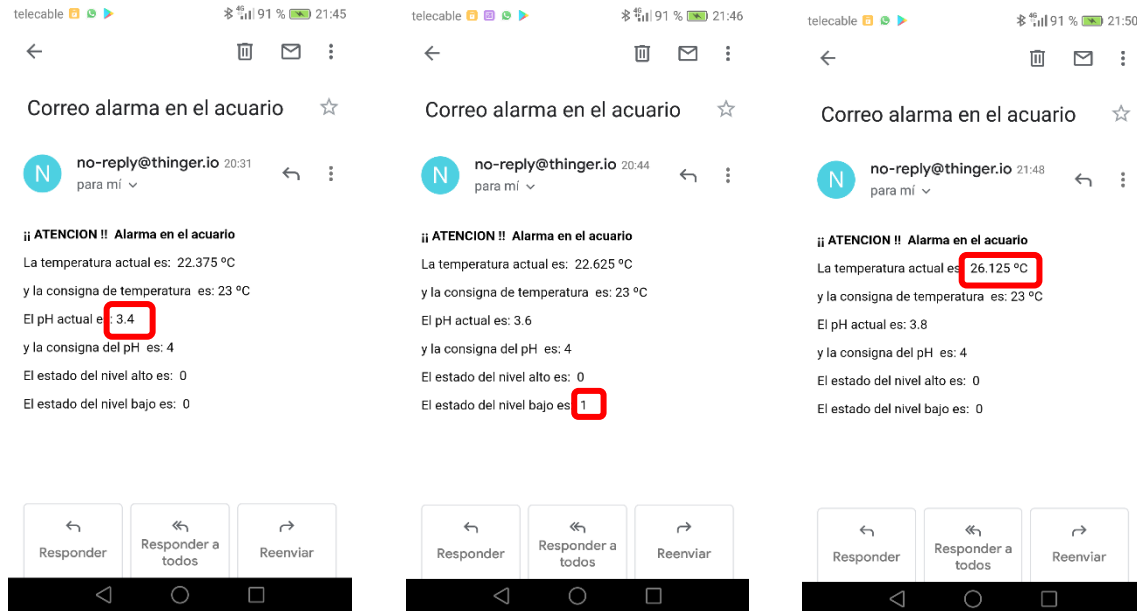 telecable 4G 91 % 21:45
Correo alarma en el acuario
N
no-reply@thinger.io 20:31
para mí
¡¡ ATENCION !! Alarma en el acuario
La temperatura actual es: 22.375 ºC
y la consigna de temperatura es: 23 ºC
El pH actual es: 3.4
y la consigna del pH es: 4
El estado del nivel alto es: 0
El estado del nivel bajo es: 0
Responder
Responder a
todos
Reenviar
telecable 4G 91 % 21:46
Correo alarma en el acuario
N
no-reply@thinger.io 20:44
para mí
¡¡ ATENCION !! Alarma en el acuario
La temperatura actual es: 22.625 ºC
y la consigna de temperatura es: 23 ºC
El pH actual es: 3.6
y la consigna del pH es: 4
El estado del nivel alto es: 0
El estado del nivel bajo es 1
Responder
Responder a
todos
Reenviar
telecable 4G 91 % 21:50
Correo alarma en el acuario
N
no-reply@thinger.io 21:48
para mí
¡¡ ATENCION !! Alarma en el acuario
La temperatura actual es 26.125 ºC
y la consigna de temperatura es: 23 ºC
El pH actual es: 3.8
y la consigna del pH es: 4
El estado del nivel alto es: 0
El estado del nivel bajo es: 0
Responder
Responder a
todos
Reenviar